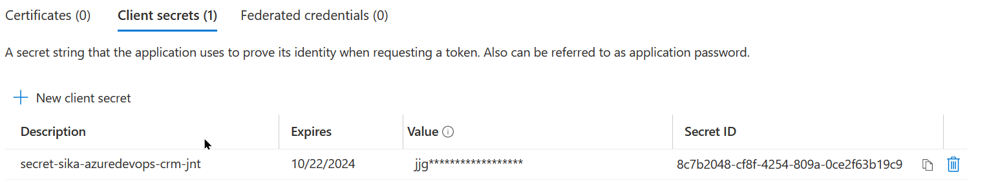 Certificates (0) Client secrets (1) Federated credentials (0)
A secret string that the application uses to prove its identity when requesting a token. Also can be referred to as application password.
New client secret
Description Expires Value Secret ID
secret-sika-azuredevops-crm-jnt 10/22/2024 jjg****************** 8c7b2048-cf8f-4254-809a-0ce2f63b19c9